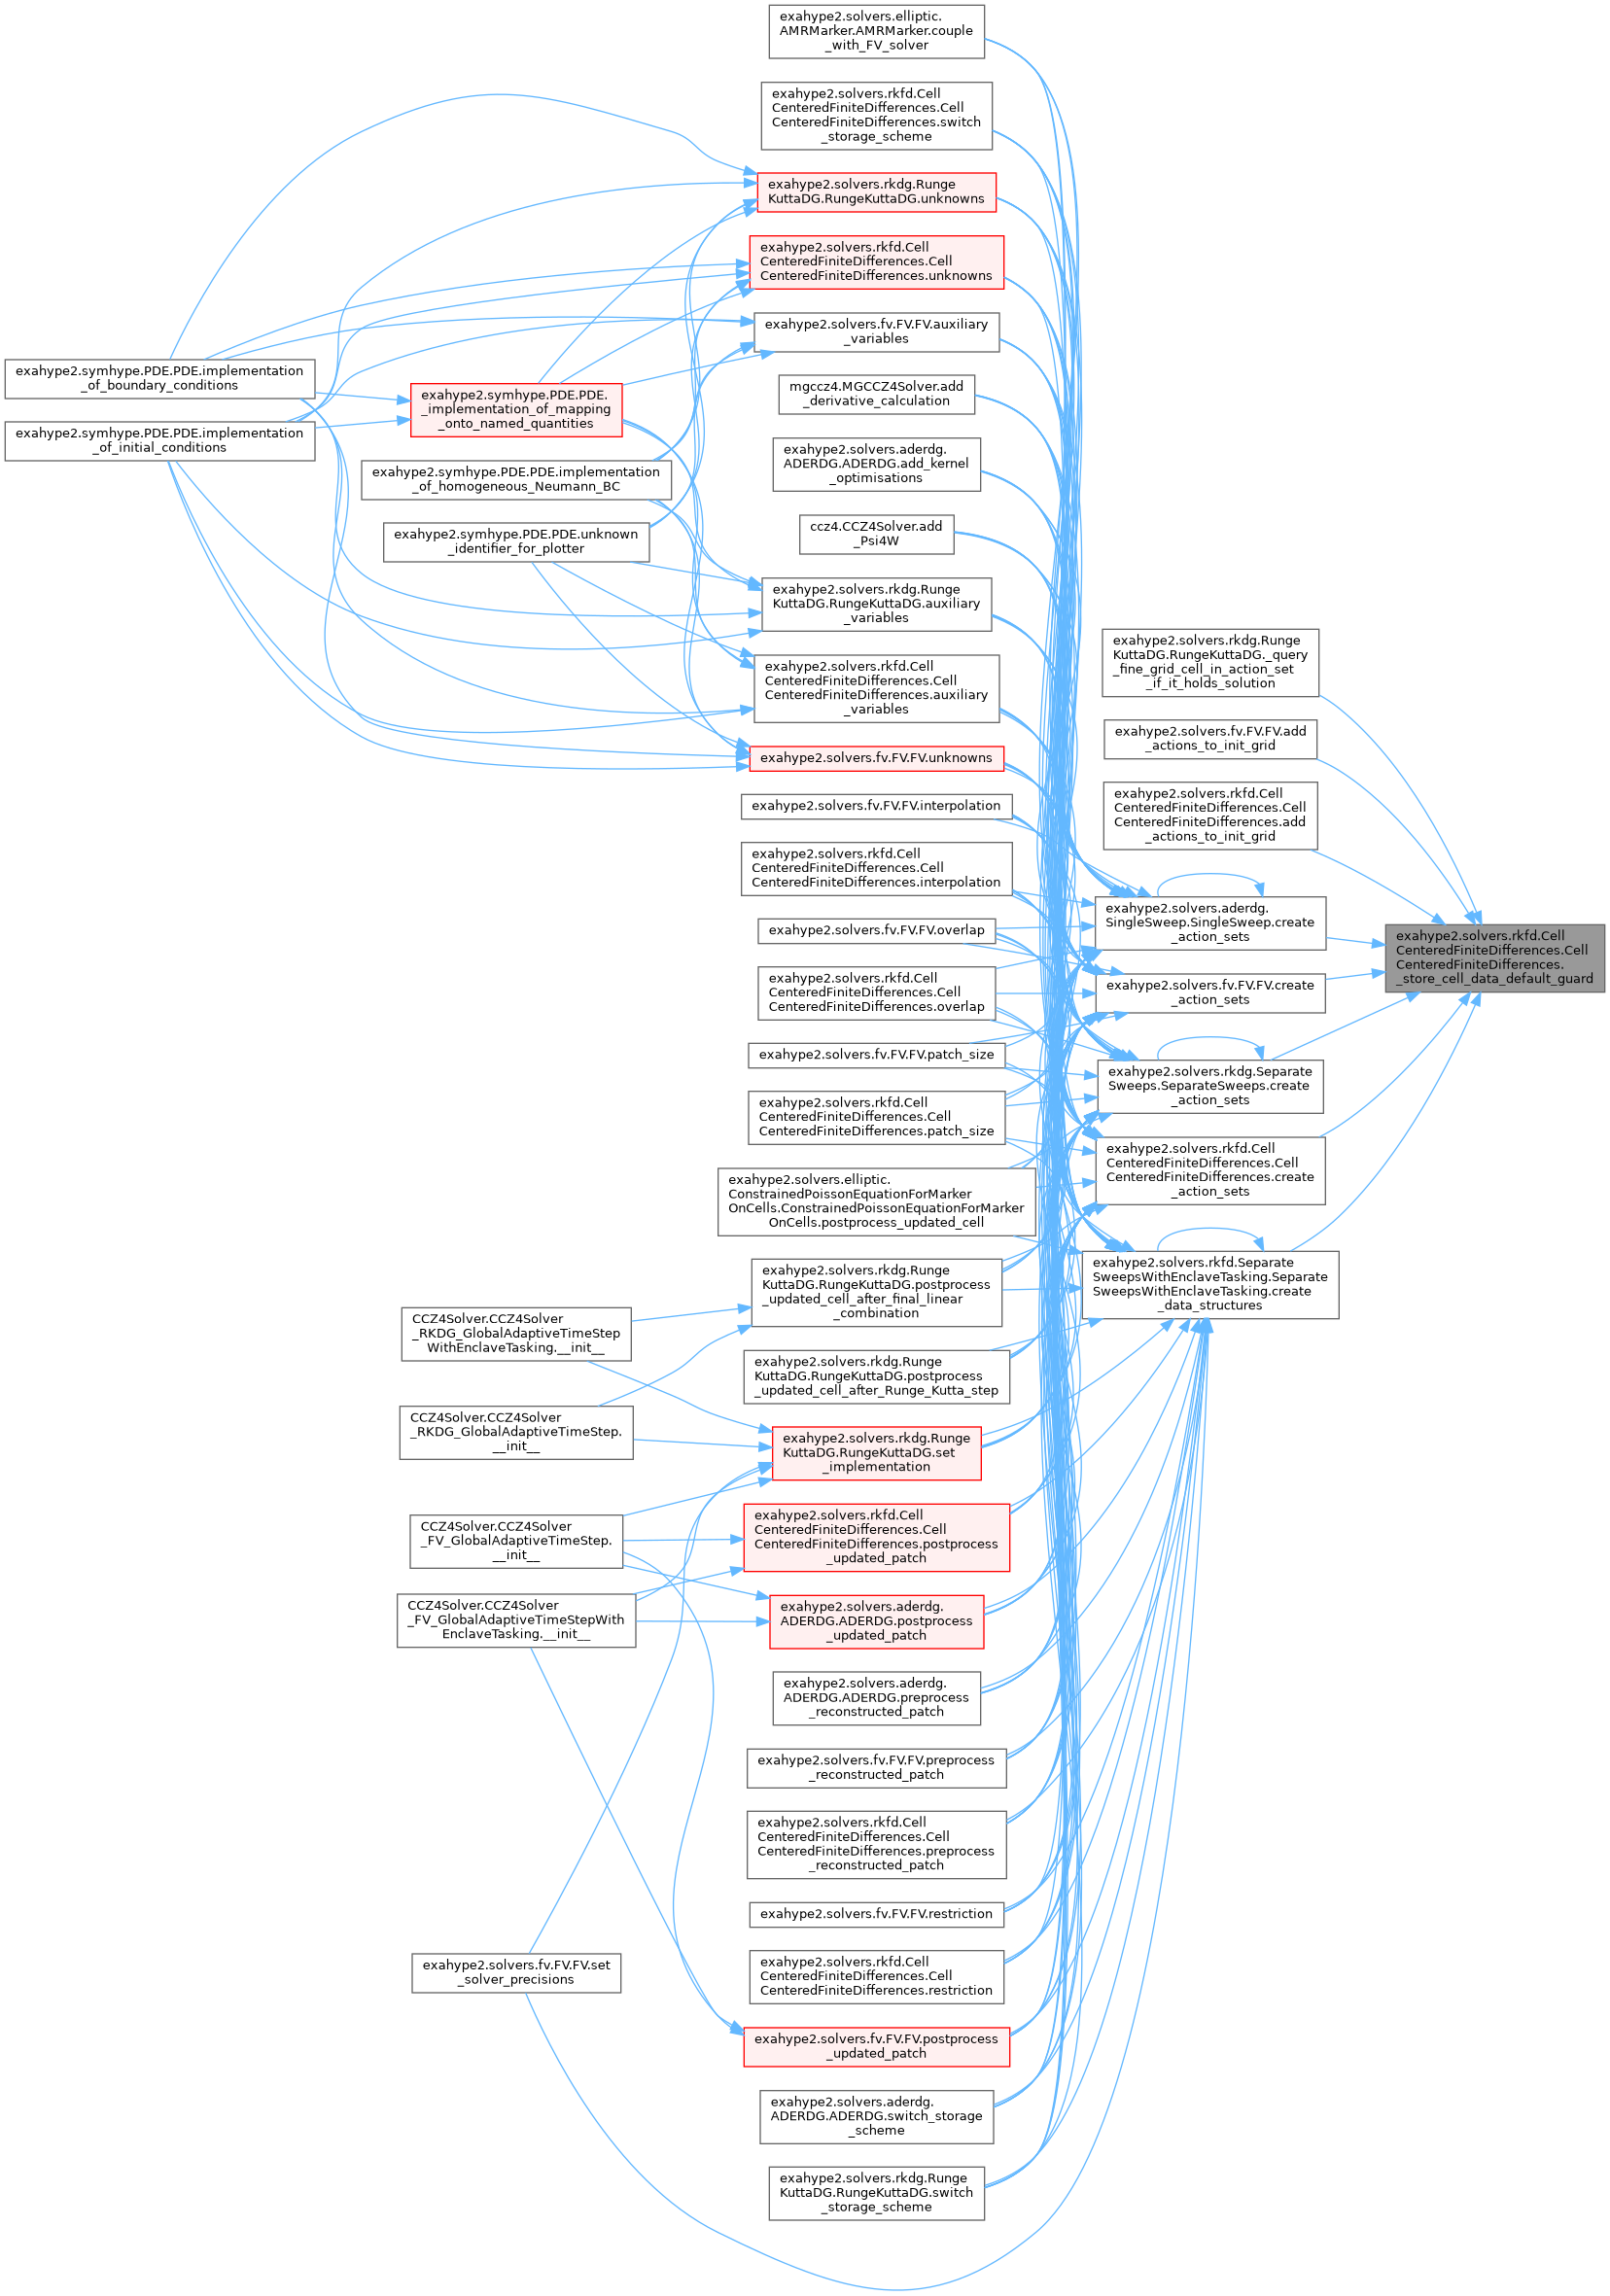 exahype2.solvers.elliptic.
AMRMarker.AMRMarker.couple
_with_FV_solver
exahype2.solvers.rkfd.Cell
CenteredFiniteDifferences.Cell
CenteredFiniteDifferences.switch
_storage_scheme
exahype2.solvers.rkdg.Runge
KuttaDG.RungeKuttaDG.unknowns
exahype2.solvers.rkfd.Cell
CenteredFiniteDifferences.Cell
CenteredFiniteDifferences.unknowns
exahype2.solvers.fv.FV.FV.auxiliary
_variables
exahype2.symhype.PDE.PDE.implementation
_of_boundary_conditions
mgccz4.MGCCZ4Solver.add
_derivative_calculation
exahype2.symhype.PDE.PDE.
_implementation_of_mapping
_onto_named_quantities
exahype2.symhype.PDE.PDE.implementation
_of_initial_conditions
exahype2.solvers.aderdg.
ADERDG.ADERDG.add_kernel
_optimisations
exahype2.symhype.PDE.PDE.implementation
_of_homogeneous_Neumann_BC
ccz4.CCZ4Solver.add
_Psi4W
exahype2.symhype.PDE.PDE.unknown
_identifier_for_plotter
exahype2.solvers.rkdg.Runge
KuttaDG.RungeKuttaDG.auxiliary
_variables
exahype2.solvers.rkdg.Runge
KuttaDG.RungeKuttaDG._query
_fine_grid_cell_in_action_set
_if_it_holds_solution
exahype2.solvers.rkfd.Cell
CenteredFiniteDifferences.Cell
CenteredFiniteDifferences.auxiliary
_variables
exahype2.solvers.fv.FV.FV.add
_actions_to_init_grid
exahype2.solvers.fv.FV.FV.unknowns
exahype2.solvers.rkfd.Cell
CenteredFiniteDifferences.Cell
CenteredFiniteDifferences.add
_actions_to_init_grid
exahype2.solvers.fv.FV.FV.interpolation
exahype2.solvers.rkfd.Cell
CenteredFiniteDifferences.Cell
CenteredFiniteDifferences.interpolation
exahype2.solvers.aderdg.
SingleSweep.SingleSweep.create
_action_sets
exahype2.solvers.fv.FV.FV.overlap
exahype2.solvers.rkfd.Cell
CenteredFiniteDifferences.Cell
CenteredFiniteDifferences.
_store_cell_data_default_guard
exahype2.solvers.rkfd.Cell
CenteredFiniteDifferences.Cell
CenteredFiniteDifferences.overlap
exahype2.solvers.fv.FV.FV.create
_action_sets
exahype2.solvers.fv.FV.FV.patch_size
exahype2.solvers.rkdg.Separate
Sweeps.SeparateSweeps.create
_action_sets
exahype2.solvers.rkfd.Cell
CenteredFiniteDifferences.Cell
CenteredFiniteDifferences.patch_size
exahype2.solvers.rkfd.Cell
CenteredFiniteDifferences.Cell
CenteredFiniteDifferences.create
_action_sets
exahype2.solvers.elliptic.
ConstrainedPoissonEquationForMarker
OnCells.ConstrainedPoissonEquationForMarker
OnCells.postprocess_updated_cell
exahype2.solvers.rkfd.Separate
SweepsWithEnclaveTasking.Separate
SweepsWithEnclaveTasking.create
_data_structures
exahype2.solvers.rkdg.Runge
KuttaDG.RungeKuttaDG.postprocess
_updated_cell_after_final_linear
_combination
CCZ4Solver.CCZ4Solver
_RKDG_GlobalAdaptiveTimeStep
WithEnclaveTasking.__init__
exahype2.solvers.rkdg.Runge
KuttaDG.RungeKuttaDG.postprocess
_updated_cell_after_Runge_Kutta_step
CCZ4Solver.CCZ4Solver
_RKDG_GlobalAdaptiveTimeStep.
__init__
exahype2.solvers.rkdg.Runge
KuttaDG.RungeKuttaDG.set
_implementation
exahype2.solvers.rkfd.Cell
CenteredFiniteDifferences.Cell
CenteredFiniteDifferences.postprocess
_updated_patch
CCZ4Solver.CCZ4Solver
_FV_GlobalAdaptiveTimeStep.
__init__
CCZ4Solver.CCZ4Solver
_FV_GlobalAdaptiveTimeStepWith
EnclaveTasking.__init__
exahype2.solvers.aderdg.
ADERDG.ADERDG.postprocess
_updated_patch
exahype2.solvers.aderdg.
ADERDG.ADERDG.preprocess
_reconstructed_patch
exahype2.solvers.fv.FV.FV.preprocess
_reconstructed_patch
exahype2.solvers.rkfd.Cell
CenteredFiniteDifferences.Cell
CenteredFiniteDifferences.preprocess
_reconstructed_patch
exahype2.solvers.fv.FV.FV.restriction
exahype2.solvers.fv.FV.FV.set
_solver_precisions
exahype2.solvers.rkfd.Cell
CenteredFiniteDifferences.Cell
CenteredFiniteDifferences.restriction
exahype2.solvers.fv.FV.FV.postprocess
_updated_patch
exahype2.solvers.aderdg.
ADERDG.ADERDG.switch_storage
_scheme
exahype2.solvers.rkdg.Runge
KuttaDG.RungeKuttaDG.switch
_storage_scheme